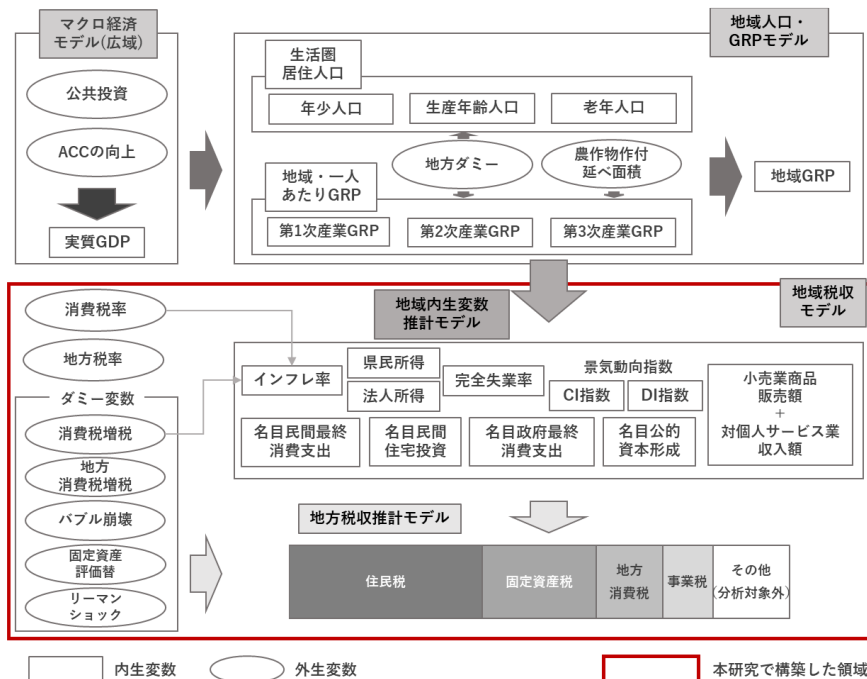 マクロ経済
モデル(広域)
公共投資
ACCの向上
実質GDP
地域人口・
GRPモデル
生活圏
居住人口
年少人口
生産年齢人口
老年人口
地方ダミー
農作物作付
延べ面積
地域・一人
あたりGRP
第1次産業GRP
第2次産業GRP
第3次産業GRP
地域GRP
地域税収
モデル
地域内生変数
推計モデル
消費税率
地方税率
ダミー変数
消費税増税
地方
消費税増税
バブル崩壊
固定資産
評価替
リーマン
ショック
インフレ率
県民所得
法人所得
完全失業率
景気動向指数
CI指数
DI指数
小売業商品
販売額
+
対個人サービス業
収入額
名目民間最終
消費支出
名目民間
住宅投資
名目政府最終
消費支出
名目公的
資本形成
地方税収推計モデル
住民税
固定資産税
地方
消費税
事業税
その他
(分析対象外)
内生変数
外生変数
本研究で構築した領域